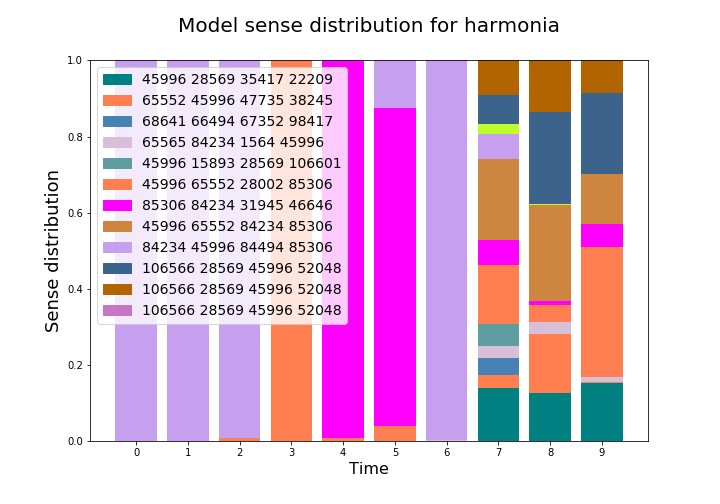 Model sense distribution for harmonia
1.0
0.8
0.6
0.4
0.2
0.0
Sense distribution
45996 28569 35417 22209
65552 45996 47735 38245
68641 66494 67352 98417
65565 84234 1564 45996
45996 15893 28569 106601
45996 65552 28002 85306
85306 84234 31945 46646
45996 65552 84234 85306
84234 45996 84494 85306
106566 28569 45996 52048
106566 28569 45996 52048
106566 28569 45996 52048
0 1 2 3 4 5 6 7 8 9
Time